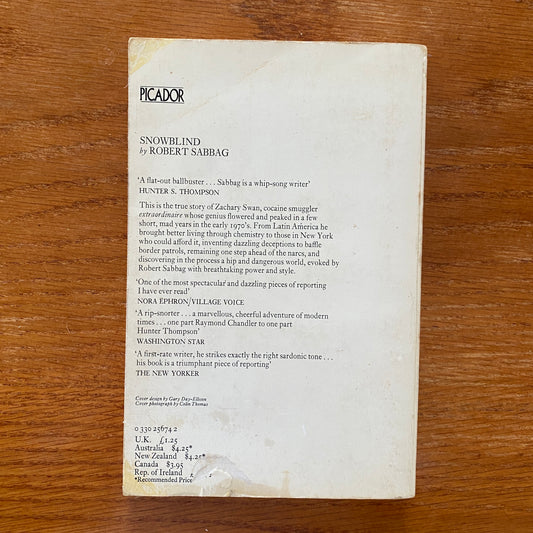 PICADOR
SNOWBLIND
by ROBERT SABBAG
‘A flat-out ballbuster . . . Sabbag is a whip-song writer’
HUNTER S. THOMPSON
This is the true story of Zachary Swan, cocaine smuggler
extraordinaire whose genius flowered and peaked in a few
short, mad years in the early 1970's. From Latin America he
brought better living through chemistry to those in New York
who could afford it, inventing dazzling deceptions to baffle
border patrols, remaining one step ahead of the narcs, and
discovering in the process a hip and dangerous world, evoked by
Robert Sabbag with breathtaking power and style.
‘One of the most spectacular and dazzling pieces of reporting
I have ever read’
NORA EPHRON/VILLAGE VOICE
‘A rip-snorter . . . a marvellous, cheerful adventure of modern
times . . . one part Raymond Chandler to one part
Hunter Thompson’
WASHINGTON STAR
‘A first-rate writer, he strikes exactly the right sardonic tone . . .
his book is a triumphant piece of reporting’
THE NEW YORKER
Cover design by Gary Day-Ellison
Cover photograph by Colin Thomas
0 330 25674 2
U.K. £1.25
Australia $4.25*
New Zealand $4.25*
Canada $3.95
Rep. of Ireland £
*Recommended Price